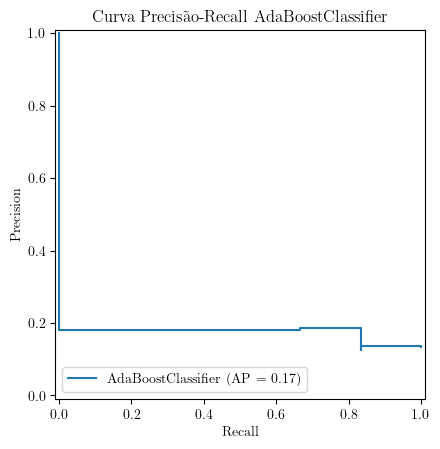 Curva Precisão-Recall AdaBoostClassifier
1.0
0.8
0.6
0.4
0.2
0.0
Precision
AdaBoostClassifier (AP = 0.17)
0.0 0.2 0.4 0.6 0.8 1.0
Recall